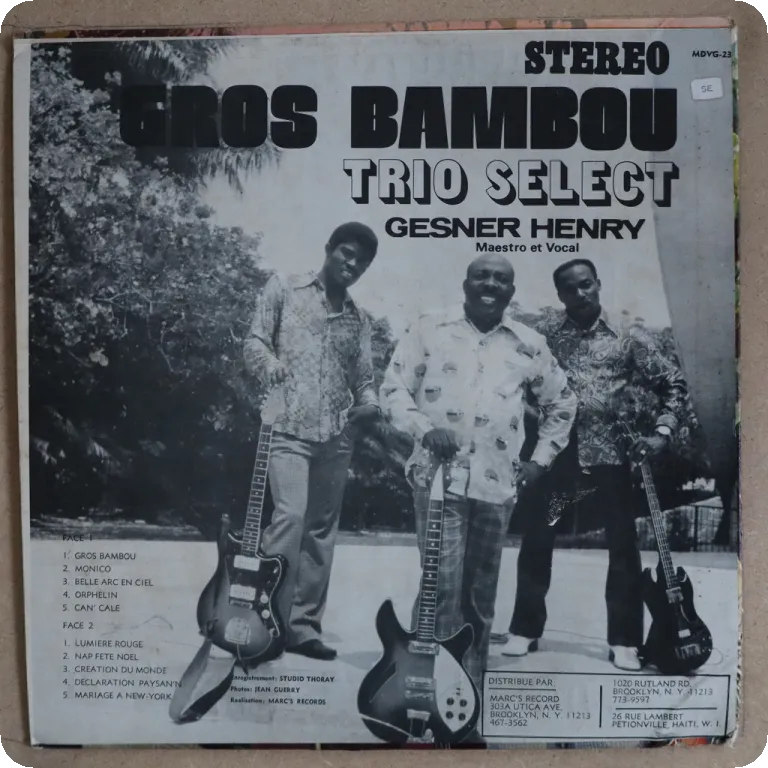 STEREO
MDVG-23
SE
GROS BAMBOU
TRIO SELECT
GESNER HENRY
Maestro et Vocal
FACE 1
1. GROS BAMBOU
2. MONICO
3. BELLE ARC EN CIEL
4. ORPHELIN
5. CAN' CALE
FACE 2
1. LUMIERE ROUGE
2. NAP FETE NOEL
3. CREATION DU MONDE
4. DECLARATION PAYSAN'N
5. MARIAGE A NEW-YORK
Enregistrement: STUDIO THORAY
Photos: JEAN GUERRY
Realisation: MARC'S RECORDS
DISTRIBUE PAR
MARC'S RECORD
303A UTICA AVE.
BROOKLYN, N. Y. 11213
467-3562
1020 RUTLAND RD.
BROOKLYN, N. Y. 11213
773-9597
26 RUE LAMBERT
PETIONVILLE, HAITI, W. I.